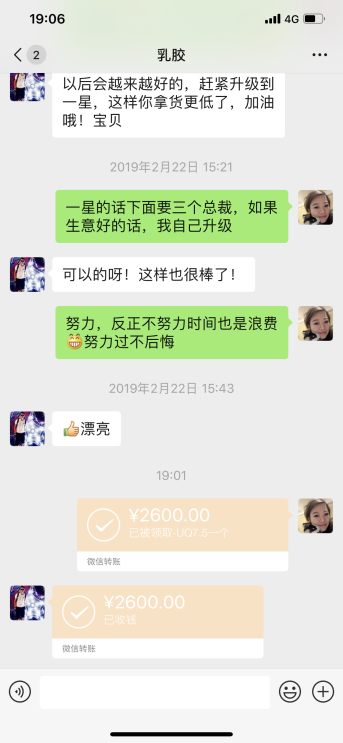 19:06
4G
2
乳胶
以后会越来越好的，赶紧升级到
一星，这样你拿货更低了，加油
哦！宝贝
2019年2月22日 15:21
一星的话下面要三个总裁，如果
生意好的话，我自己升级
可以的呀！这样也很棒了！
努力，反正不努力时间也是浪费
😁努力过不后悔
2019年2月22日 15:43
👍漂亮
19:01
¥2600.00
已被领取-UQ7.5一个
微信转账
¥2600.00
已收钱
微信转账